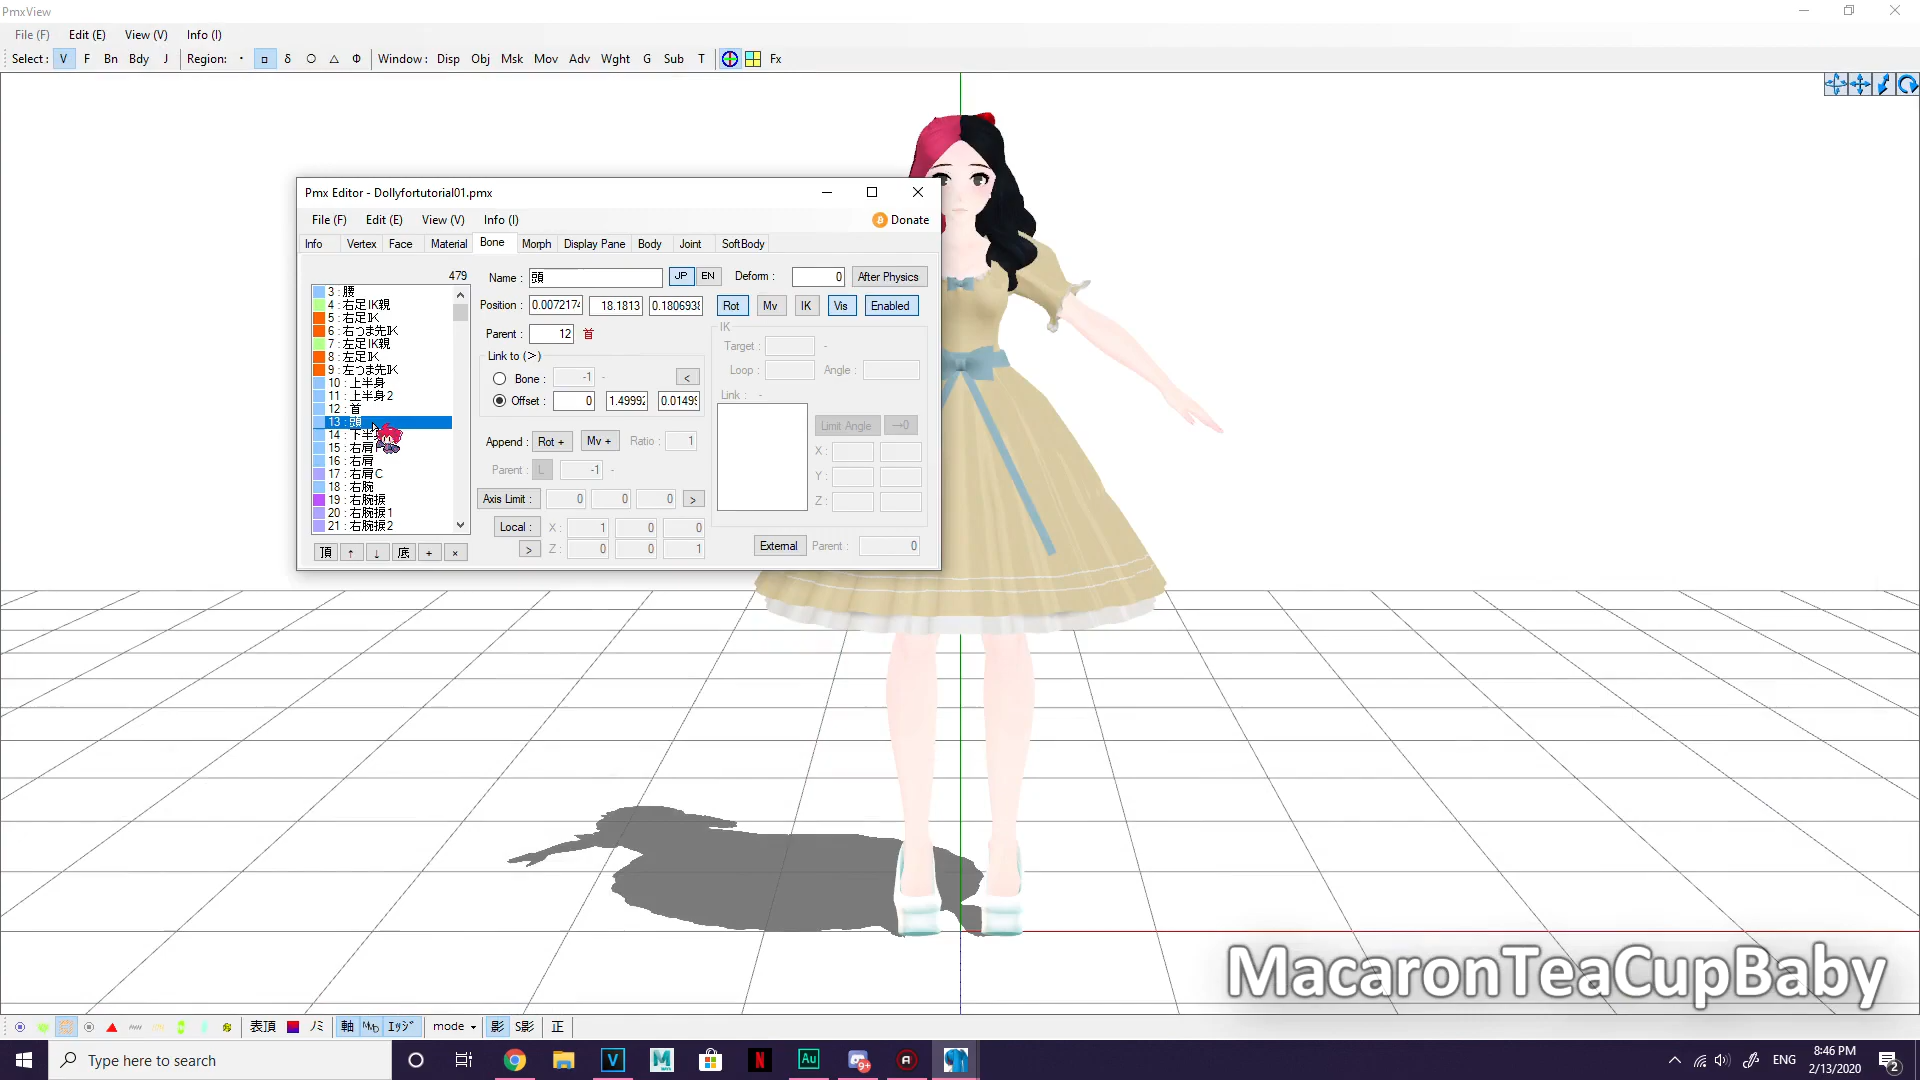 PmxView
File (F) Edit (E) View (V) Info (I)
Select: V F Bn Bdy J Region: Window: Disp Obj Msk Mov Adv Wght G Sub T Fx
Pmx Editor - Dollyfortutorial01.pmx
File (F) Edit (E) View (V) Info (I) Donate
Info Vertex Face Material Bone Morph Display Pane Body Joint SoftBody
479
Name : 頭 JP EN Deform : 0 After Physics
Position : 18.1813 Rot Mv IK Vis Enabled
Parent : 12 首
Link to (>)
Bone : -1 - <
Offset : 0
Append : Rot + Mv + Ratio : 1
Parent : L -1 -
Axis Limit : 0 0 0 >
Local : X : 1 0 0
> Z : 0 0 1
IK
Target : -
Loop : Angle :
Link : -
Limit Angle →0
X :
Y :
Z :
External Parent : 0
3 : 腰
4 : 右足IK親
5 : 右足IK
6 : 右つま先IK
7 : 左足IK親
8 : 左足IK
9 : 左つま先IK
10 : 上半身
11 : 上半身2
12 : 首
13 : 頭
14 : 下半
15 : 右肩
16 : 右肩
17 : 右肩C
18 : 右腕
19 : 右腕捩
20 : 右腕捩1
21 : 右腕捩2
頂 ↑ ↓ 底 + ×
MacaronTeaCupBaby
表頂 軸 mode 影 S影 正
Type here to search
ENG
8:46 PM
2/13/2020